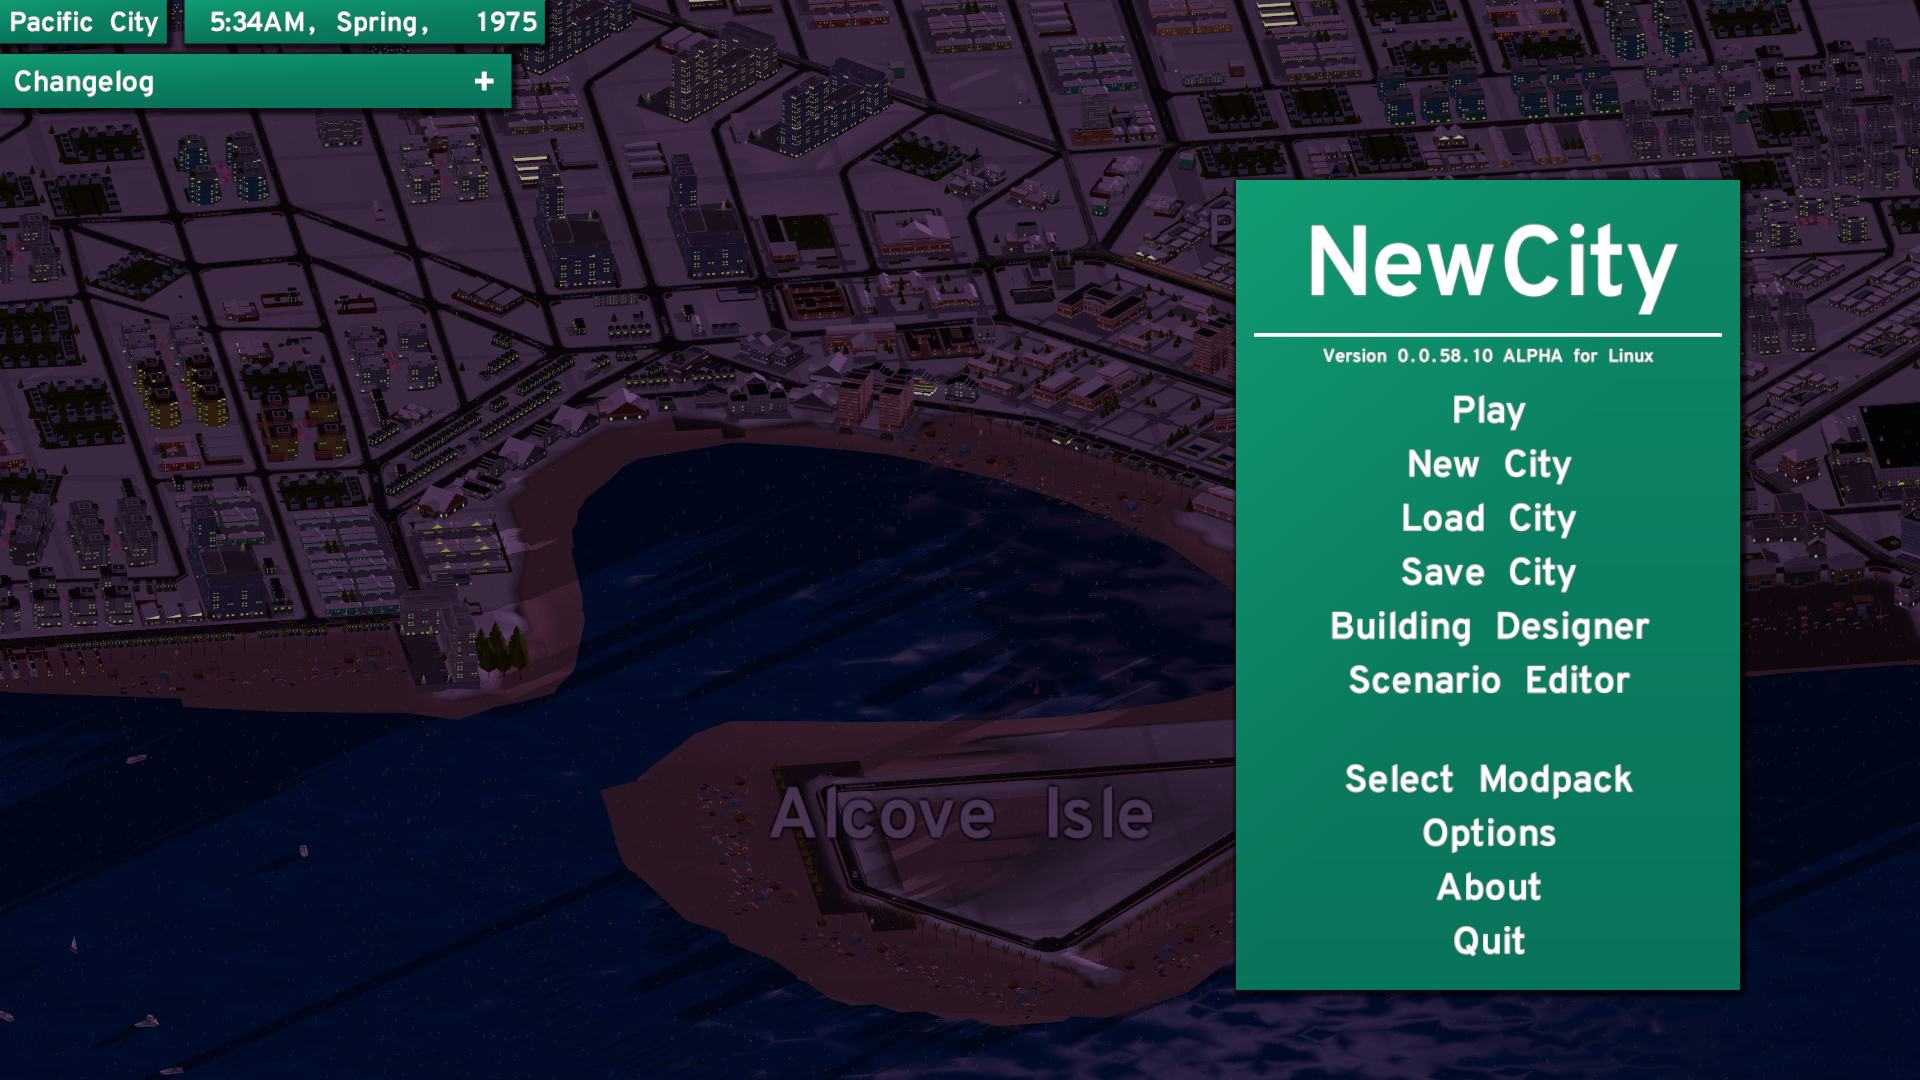 Pacific City
5:34AM, Spring, 1975
Changelog +
NewCity
Version 0.0.58.10 ALPHA for Linux
Play
New City
Load City
Save City
Building Designer
Scenario Editor
Select Modpack
Options
About
Quit
Alcove Isle